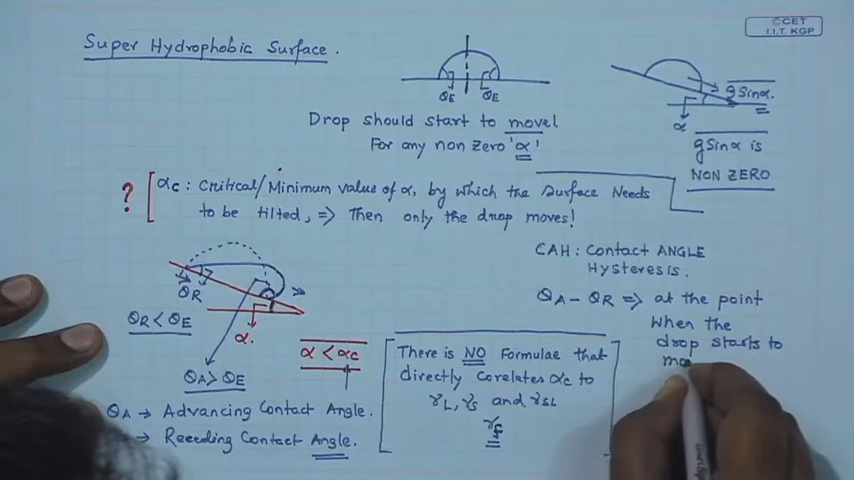 ©CET
I.I.T. KGP
Super Hydrophobic Surface.
θE θE
g Sinα.
α
Drop should start to move!
For any non zero 'α'
g Sinα is
NON ZERO
?
αc : Critical/Minimum value of α, by which the Surface Needs
to be tilted, => Then only the drop moves!
θR
θR < θE
α.
θA > θE
α < αc
CAH: Contact ANGLE
Hysteresis.
θA - θR => at the point
When the
drop starts to
mo
There is NO Formulae that
directly Corelates αc to
γL, γS and γSL
γf
θA → Advancing Contact Angle.
→ Receding Contact Angle.